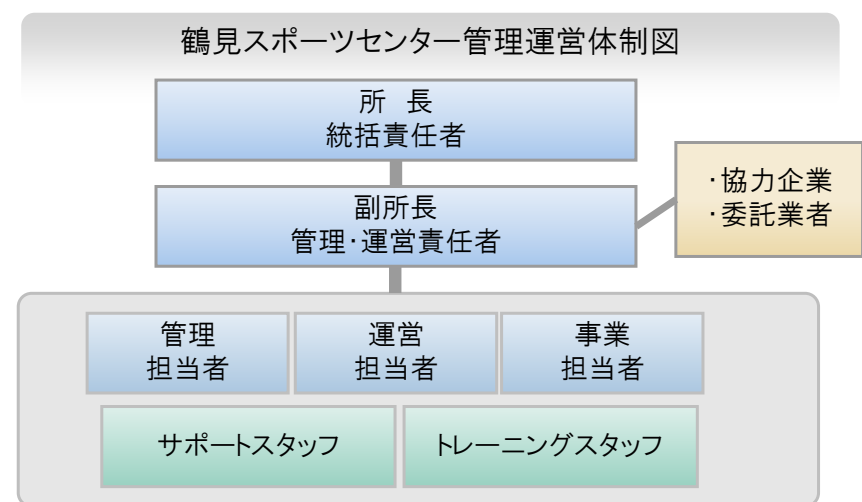 鶴見スポーツセンター管理運営体制図
所　長
統括責任者
副所長
管理・運営責任者
・協力企業
・委託業者
管理
担当者
運営
担当者
事業
担当者
サポートスタッフ
トレーニングスタッフ